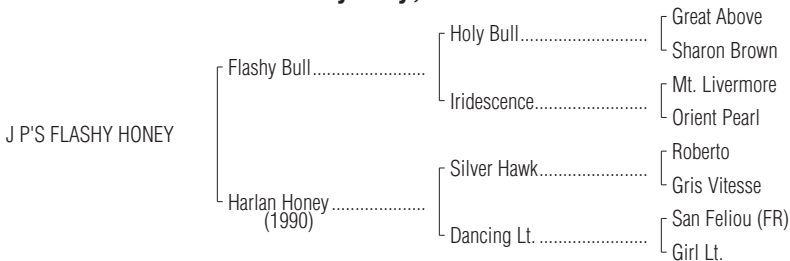 Great Above
Holy Bull..........................
Sharon Brown
Flashy Bull.......................
Mt. Livermore
Iridescence.......................
Orient Pearl
J P'S FLASHY HONEY
Roberto
Silver Hawk.....................
Gris Vitesse
Harlan Honey...................
(1990)
San Feliou (FR)
Dancing Lt. ......................
Girl Lt.